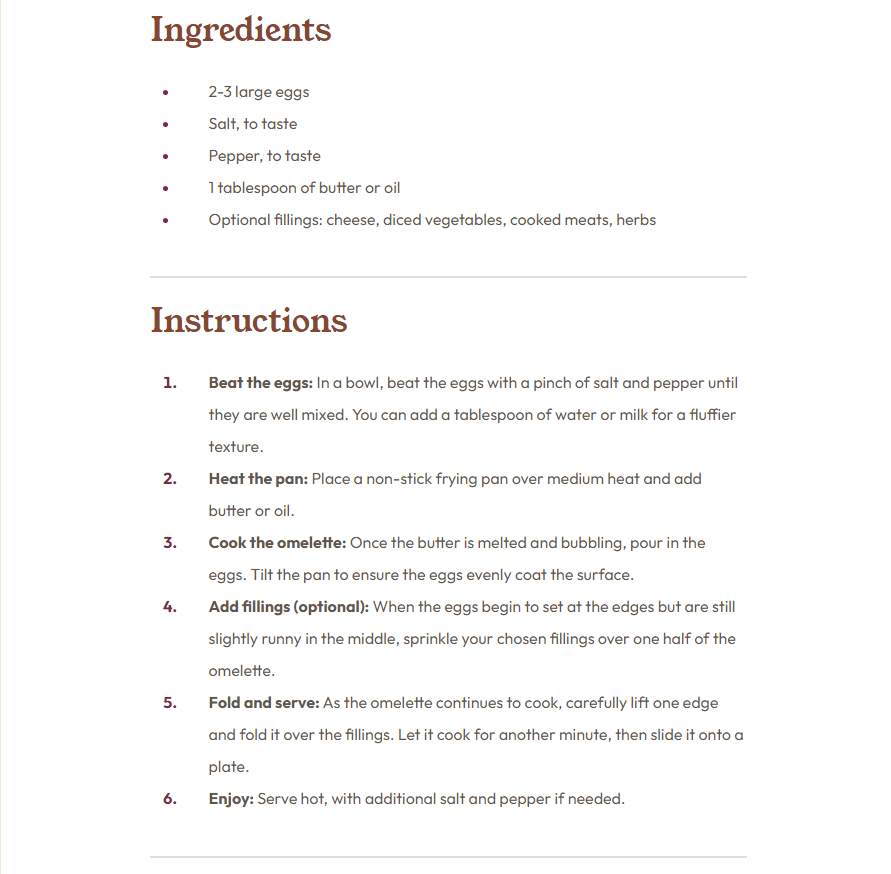 Ingredients
• 2-3 large eggs
• Salt, to taste
• Pepper, to taste
• 1 tablespoon of butter or oil
• Optional fillings: cheese, diced vegetables, cooked meats, herbs
Instructions
1. Beat the eggs: In a bowl, beat the eggs with a pinch of salt and pepper until
they are well mixed. You can add a tablespoon of water or milk for a fluffier
texture.
2. Heat the pan: Place a non-stick frying pan over medium heat and add
butter or oil.
3. Cook the omelette: Once the butter is melted and bubbling, pour in the
eggs. Tilt the pan to ensure the eggs evenly coat the surface.
4. Add fillings (optional): When the eggs begin to set at the edges but are still
slightly runny in the middle, sprinkle your chosen fillings over one half of the
omelette.
5. Fold and serve: As the omelette continues to cook, carefully lift one edge
and fold it over the fillings. Let it cook for another minute, then slide it onto a
plate.
6. Enjoy: Serve hot, with additional salt and pepper if needed.